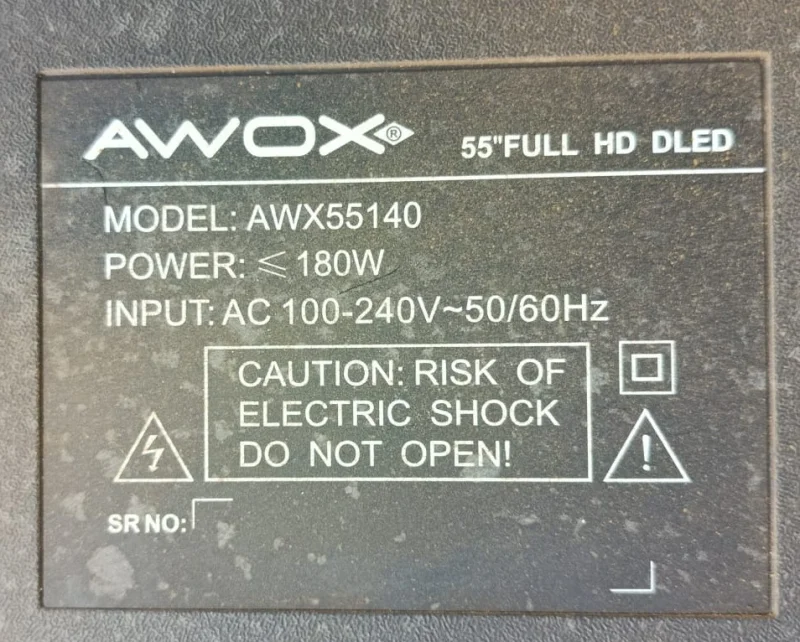 AWOX®
55"FULL HD DLED
MODEL: AWX55140
POWER: ⩽ 180W
INPUT: AC 100-240V~50/60Hz
CAUTION: RISK OF
ELECTRIC SHOCK
DO NOT OPEN!
SR NO: